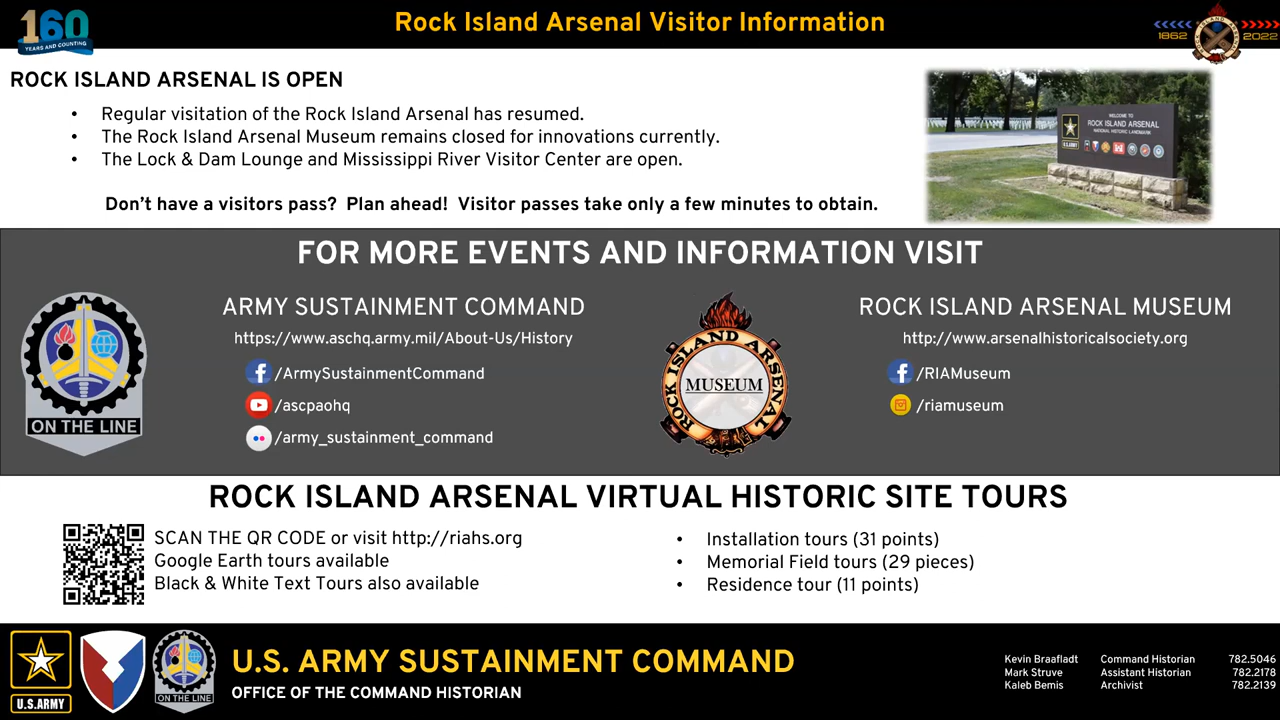 160
YEARS AND COUNTING
Rock Island Arsenal Visitor Information
1862
2022
ROCK ISLAND ARSENAL IS OPEN
• Regular visitation of the Rock Island Arsenal has resumed.
• The Rock Island Arsenal Museum remains closed for innovations currently.
• The Lock & Dam Lounge and Mississippi River Visitor Center are open.
Don't have a visitors pass? Plan ahead! Visitor passes take only a few minutes to obtain.
WELCOME TO
ROCK ISLAND ARSENAL
NATIONAL HISTORIC LANDMARK
U.S.ARMY
FOR MORE EVENTS AND INFORMATION VISIT
ON THE LINE
ARMY SUSTAINMENT COMMAND
https://www.aschq.army.mil/About-Us/History
/ArmySustainmentCommand
/ascpaohq
/army_sustainment_command
ROCK ISLAND ARSENAL
MUSEUM
ROCK ISLAND ARSENAL MUSEUM
http://www.arsenalhistoricalsociety.org
/RIAMuseum
/riamuseum
ROCK ISLAND ARSENAL VIRTUAL HISTORIC SITE TOURS
SCAN THE QR CODE or visit http://riahs.org
Google Earth tours available
Black & White Text Tours also available
• Installation tours (31 points)
• Memorial Field tours (29 pieces)
• Residence tour (11 points)
U.S.ARMY
ON THE LINE
U.S. ARMY SUSTAINMENT COMMAND
OFFICE OF THE COMMAND HISTORIAN
Kevin Braafladt Command Historian 782.5046
Mark Struve Assistant Historian 782.2178
Kaleb Bemis Archivist 782.2139